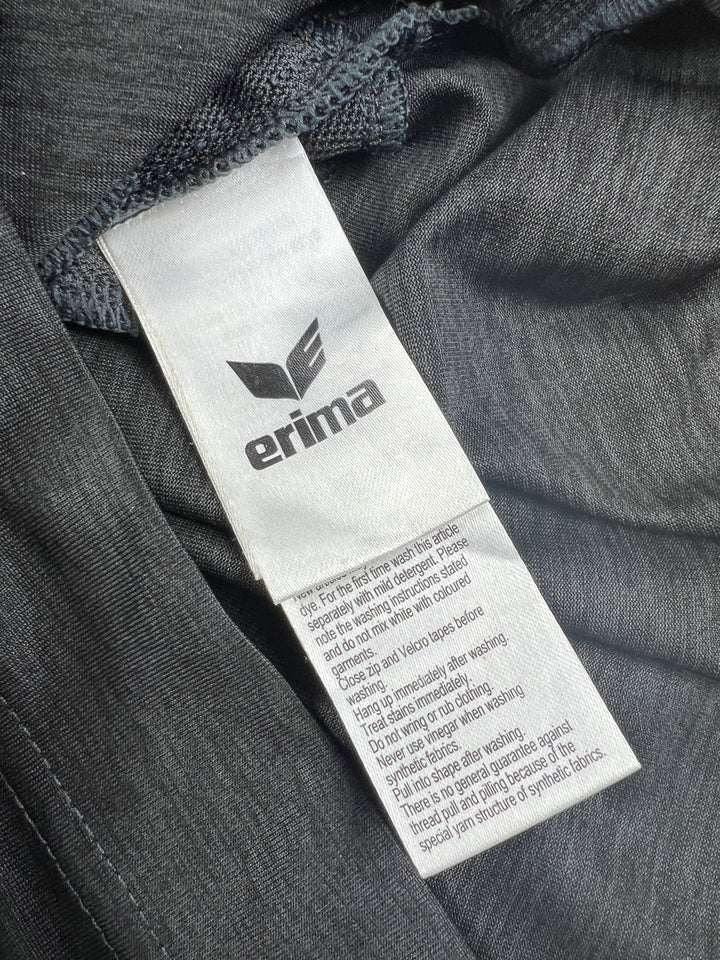 erima
dye. For the first time wash this article
separately with mild detergent. Please
note the washing instructions stated
and do not mix white with coloured
garments.
Close zip and Velcro tapes before
washing.
Hang up immediately after washing.
Treat stains immediately.
Do not wring or rub clothing.
Never use vinegar when washing
synthetic fabrics.
Pull into shape after washing.
There is no general guarantee against
thread pull and pilling because of the
special yarn structure of synthetic fabrics.